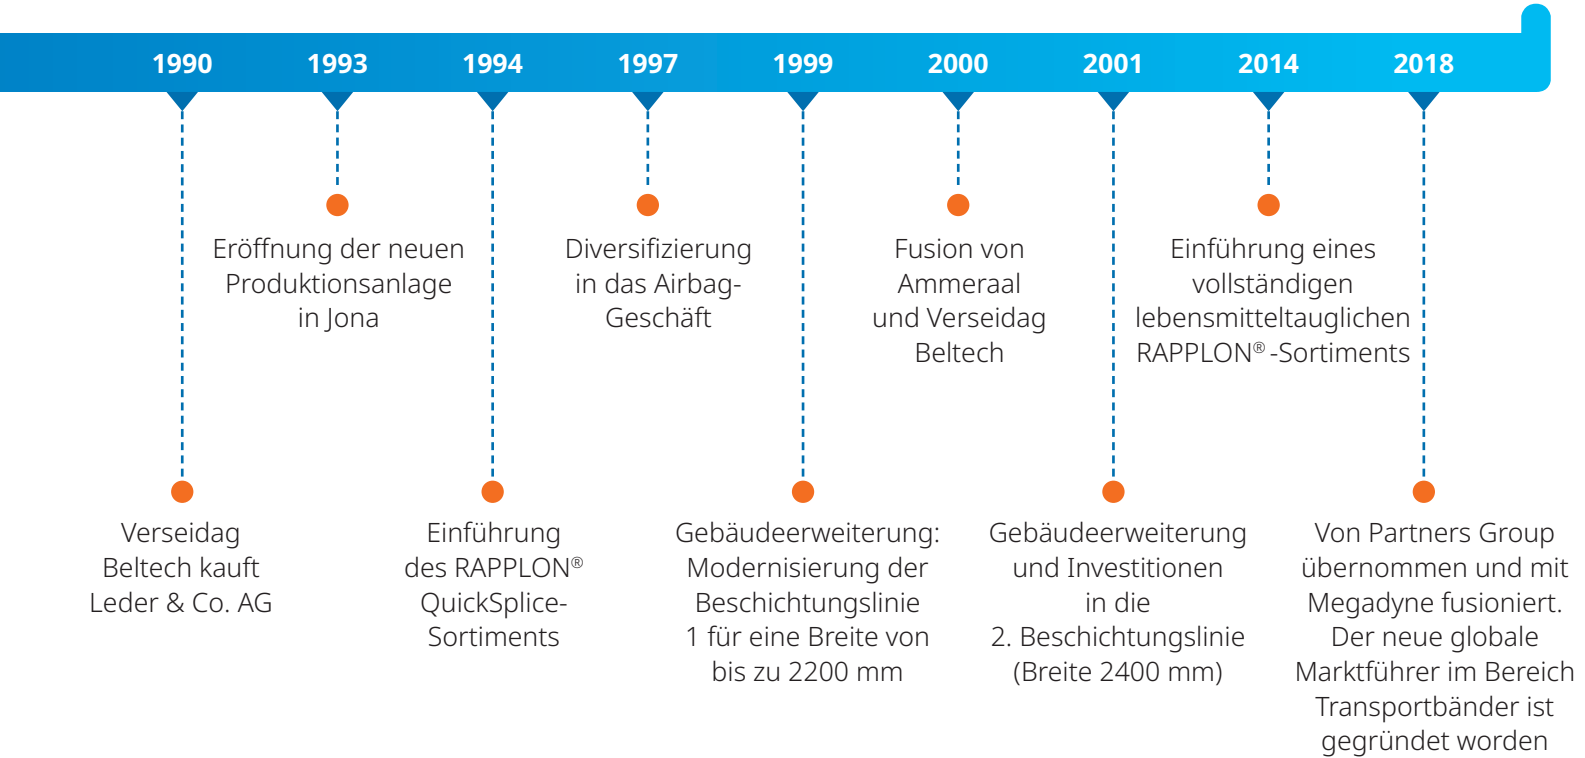 1990
1993
1994
1997
1999
2000
2001
2014
2018
Eröffnung der neuen
Produktionsanlage
in Jona
Diversifizierung
in das Airbag-
Geschäft
Fusion von
Ammeraal
und Verseidag
Beltech
Einführung eines
vollständigen
lebensmitteltauglichen
RAPPLON® -Sortiments
Verseidag
Beltech kauft
Leder & Co. AG
Einführung
des RAPPLON®
QuickSplice-
Sortiments
Gebäudeerweiterung:
Modernisierung der
Beschichtungslinie
1 für eine Breite von
bis zu 2200 mm
Gebäudeerweiterung
und Investitionen
in die
2. Beschichtungslinie
(Breite 2400 mm)
Von Partners Group
übernommen und mit
Megadyne fusioniert.
Der neue globale
Marktführer im Bereich
Transportbänder ist
gegründet worden